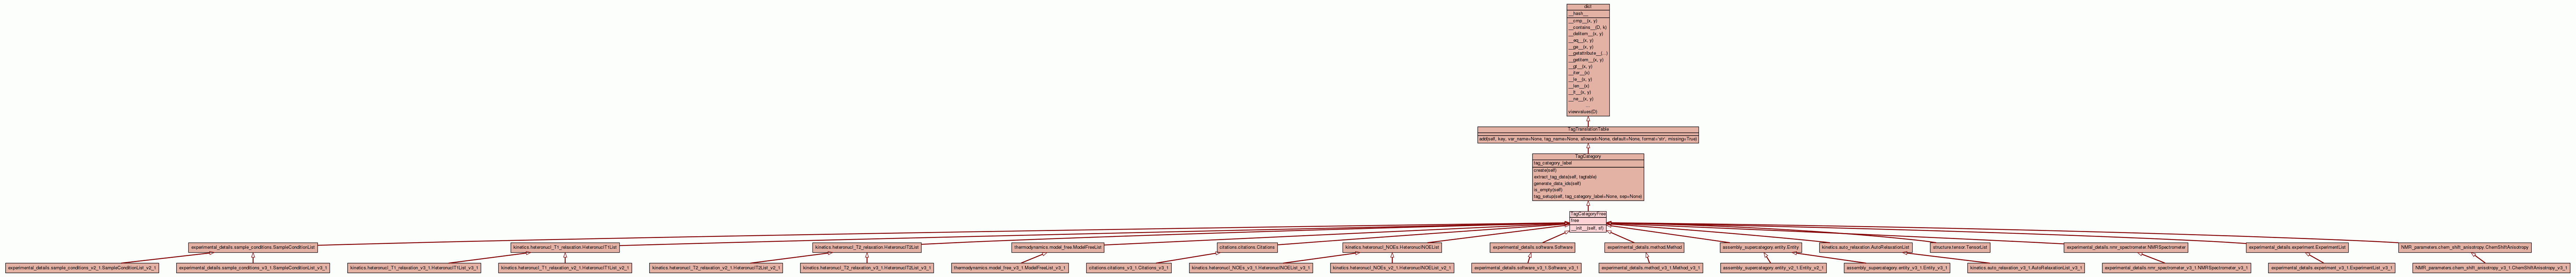 dict
__hash__
__cmp__(x, y)
__contains__(D, k)
__delitem__(x, y)
__eq__(x, y)
__ge__(x, y)
__getattribute__(...)
__getitem__(x, y)
__gt__(x, y)
__iter__(x)
__le__(x, y)
__len__(x)
__lt__(x, y)
__ne__(x, y)
...
viewvalues(D)
TagTranslationTable
add(self, key, var_name=None, tag_name=None, allowed=None, default=None, format='str', missing=True)
TagCategory
tag_category_label
create(self)
extract_tag_data(self, tagtable)
generate_data_ids(self)
is_empty(self)
tag_setup(self, tag_category_label=None, sep=None)
TagCategoryFree
free
__init__(self, sf)
experimental_details.sample_conditions.SampleConditionList
kinetics.heteronucl_T1_relaxation.HeteronuclT1List
kinetics.heteronucl_T2_relaxation.HeteronuclT2List
thermodynamics.model_free.ModelFreeList
citations.citations.Citations
kinetics.heteronucl_NOEs.HeteronuclNOEList
experimental_details.software.Software
experimental_details.method.Method
assembly_supercategory.entity.Entity
kinetics.auto_relaxation.AutoRelaxationList
structure.tensor.TensorList
experimental_details.nmr_spectrometer.NMRSpectrometer
experimental_details.experiment.ExperimentList
NMR_parameters.chem_shift_anisotropy.ChemShiftAnisotropy
experimental_details.sample_conditions_v2_1.SampleConditionList_v2_1
experimental_details.sample_conditions_v3_1.SampleConditionList_v3_1
kinetics.heteronucl_T1_relaxation_v3_1.HeteronuclT1List_v3_1
kinetics.heteronucl_T1_relaxation_v2_1.HeteronuclT1List_v2_1
kinetics.heteronucl_T2_relaxation_v2_1.HeteronuclT2List_v2_1
kinetics.heteronucl_T2_relaxation_v3_1.HeteronuclT2List_v3_1
thermodynamics.model_free_v3_1.ModelFreeList_v3_1
citations.citations_v3_1.Citations_v3_1
kinetics.heteronucl_NOEs_v3_1.HeteronuclNOEList_v3_1
kinetics.heteronucl_NOEs_v2_1.HeteronuclNOEList_v2_1
experimental_details.software_v3_1.Software_v3_1
experimental_details.method_v3_1.Method_v3_1
assembly_supercategory.entity_v2_1.Entity_v2_1
assembly_supercategory.entity_v3_1.Entity_v3_1
kinetics.auto_relaxation_v3_1.AutoRelaxationList_v3_1
experimental_details.nmr_spectrometer_v3_1.NMRSpectrometer_v3_1
experimental_details.experiment_v3_1.ExperimentList_v3_1
NMR_parameters.chem_shift_anisotropy_v3_1.ChemShiftAnisotropy_v3_1